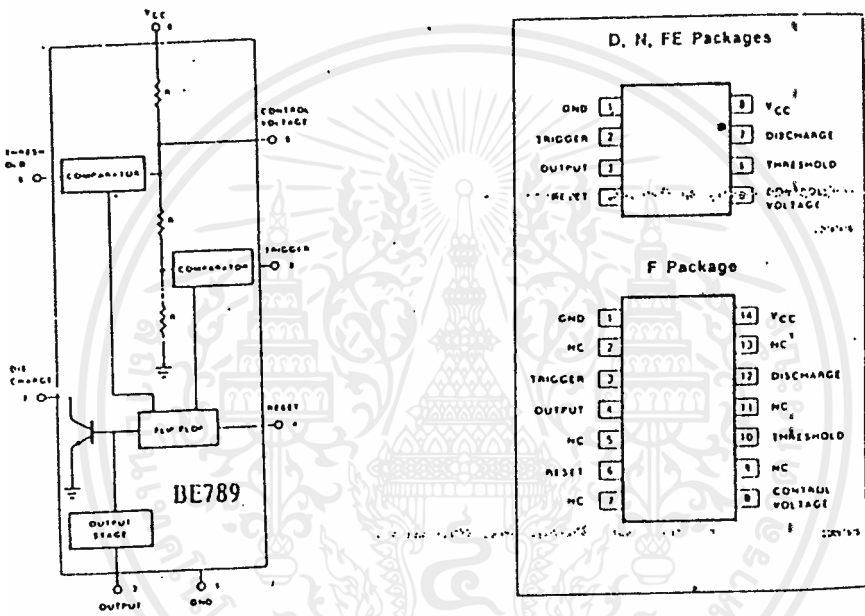 VCC
8
R
CONTROL
VOLTAGE
5
THRESH
OLD
6
COMPARATOR
R
TRIGGER
COMPARATOR
2
R
DIS
CHARGE
7
RESET
FLIP FLOP
4
BE789
OUTPUT
STAGE
3
OUTPUT
1
GND
D, N, FE Packages
GND 1
TRIGGER 2
OUTPUT 3
RESET 4
8 VCC
7 DISCHARGE
6 THRESHOLD
5 CONTROL
VOLTAGE
F Package
GND 1
NC 2
TRIGGER 3
OUTPUT 4
NC 5
RESET 6
NC 7
14 VCC
13 NC
12 DISCHARGE
11 NC
10 THRESHOLD
9 NC
8 CONTROL
VOLTAGE